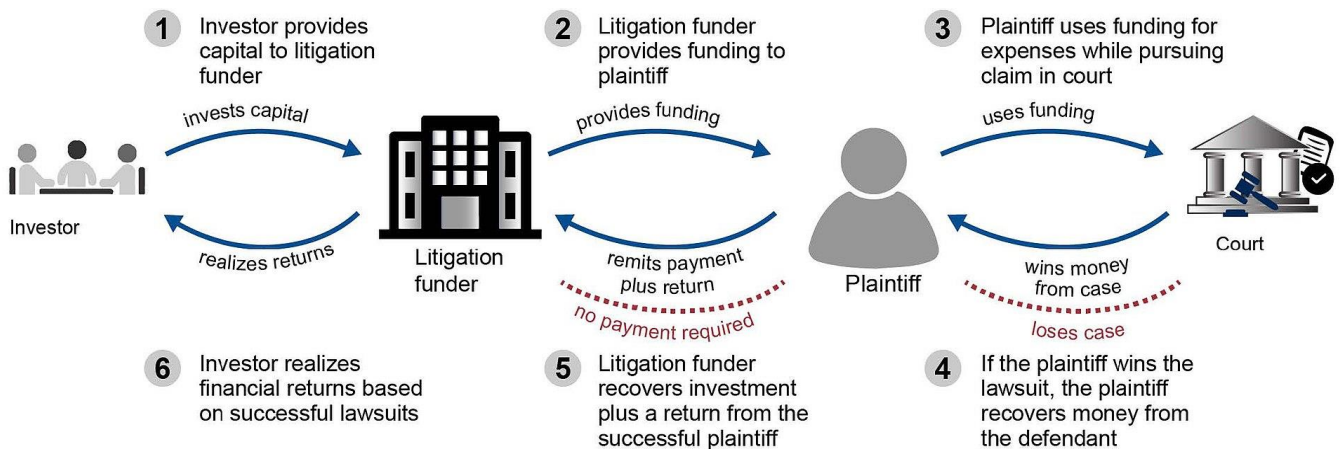 1
Investor provides
capital to litigation
funder
2
Litigation funder
provides funding to
plaintiff
3
Plaintiff uses funding for
expenses while pursuing
claim in court
invests capital
provides funding
uses funding
Investor
realizes returns
Litigation
funder
remits payment
plus return
no payment required
Plaintiff
wins money
from case
loses case
Court
6
Investor realizes
financial returns based
on successful lawsuits
5
Litigation funder
recovers investment
plus a return from the
successful plaintiff
4
If the plaintiff wins the
lawsuit, the plaintiff
recovers money from
the defendant